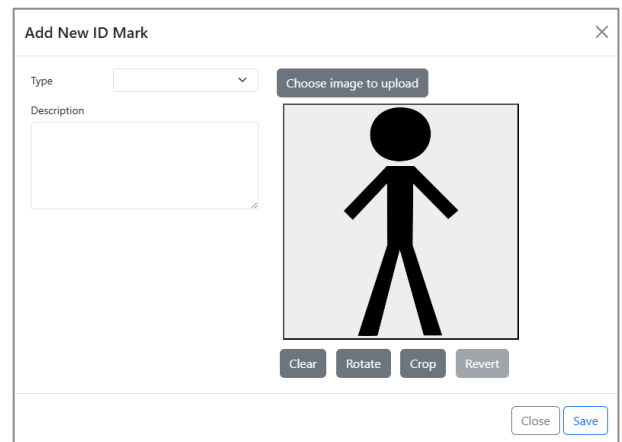 Add New ID Mark
Type
Choose image to upload
Description
Clear Rotate Crop Revert
Close Save